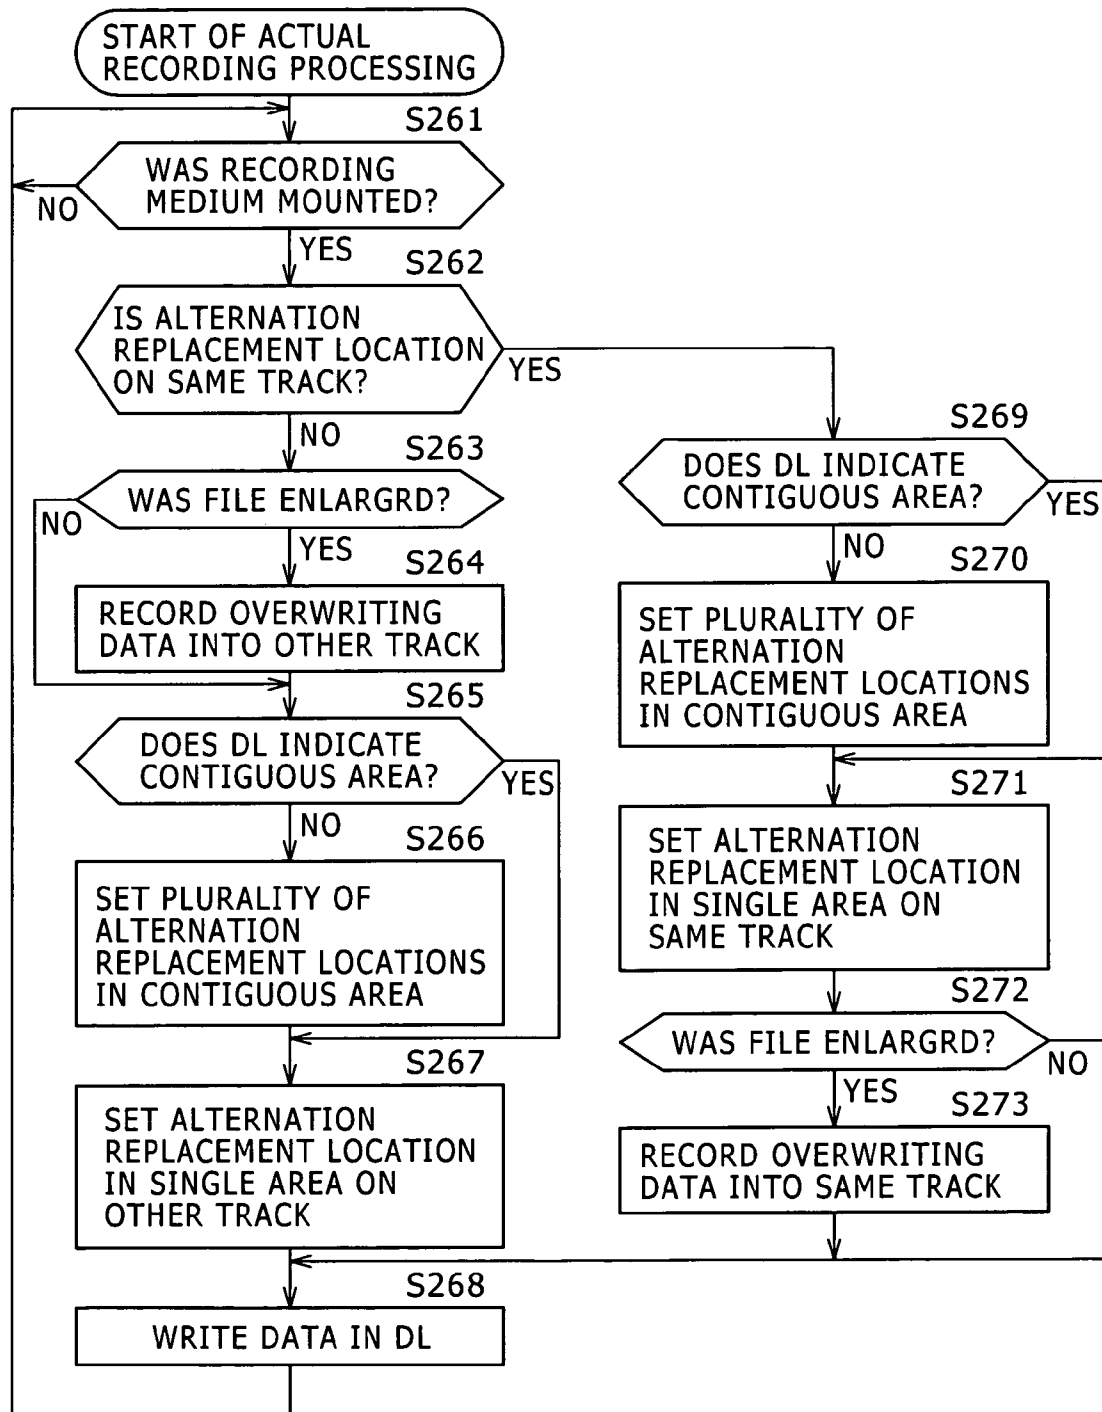 START OF ACTUAL
RECORDING PROCESSING
S261
WAS RECORDING
MEDIUM MOUNTED?
NO
YES
S262
IS ALTERNATION
REPLACEMENT LOCATION
ON SAME TRACK?
YES
NO
S263
WAS FILE ENLARGRD?
NO
YES
S264
RECORD OVERWRITING
DATA INTO OTHER TRACK
S265
DOES DL INDICATE
CONTIGUOUS AREA?
YES
NO
S266
SET PLURALITY OF
ALTERNATION
REPLACEMENT LOCATIONS
IN CONTIGUOUS AREA
S267
SET ALTERNATION
REPLACEMENT LOCATION
IN SINGLE AREA ON
OTHER TRACK
S268
WRITE DATA IN DL
S269
DOES DL INDICATE
CONTIGUOUS AREA?
YES
NO
S270
SET PLURALITY OF
ALTERNATION
REPLACEMENT LOCATIONS
IN CONTIGUOUS AREA
S271
SET ALTERNATION
REPLACEMENT LOCATION
IN SINGLE AREA ON
SAME TRACK
S272
WAS FILE ENLARGRD?
NO
YES
S273
RECORD OVERWRITING
DATA INTO SAME TRACK